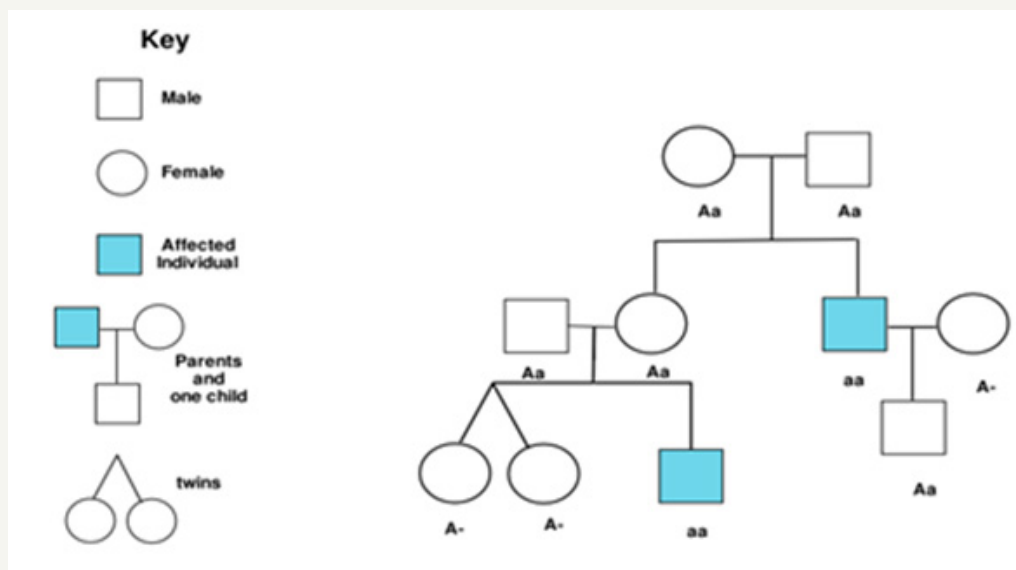 Key
Male
Female
Affected
Individual
Parents
and
one child
twins
Aa
Aa
Aa
Aa
aa
A-
Aa
A-
A-
aa